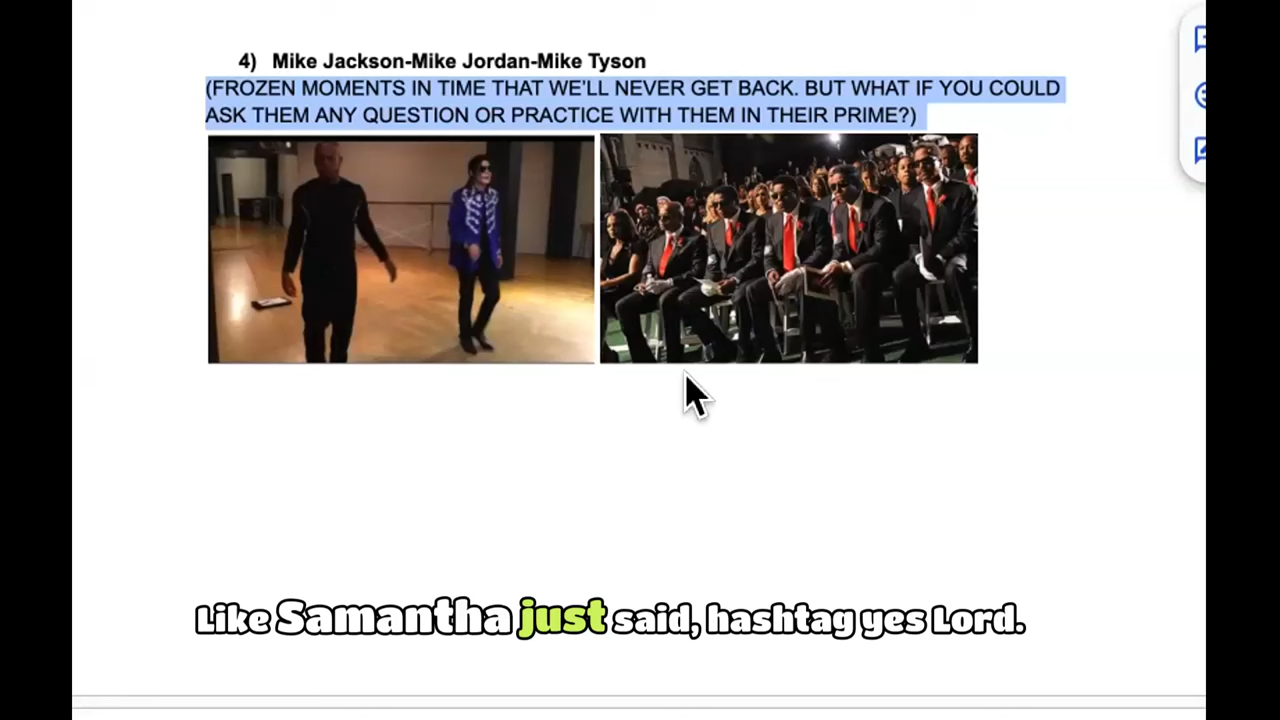 4) Mike Jackson-Mike Jordan-Mike Tyson
(FROZEN MOMENTS IN TIME THAT WE'LL NEVER GET BACK. BUT WHAT IF YOU COULD
ASK THEM ANY QUESTION OR PRACTICE WITH THEM IN THEIR PRIME?)
Like Samantha just said, hashtag yes Lord.